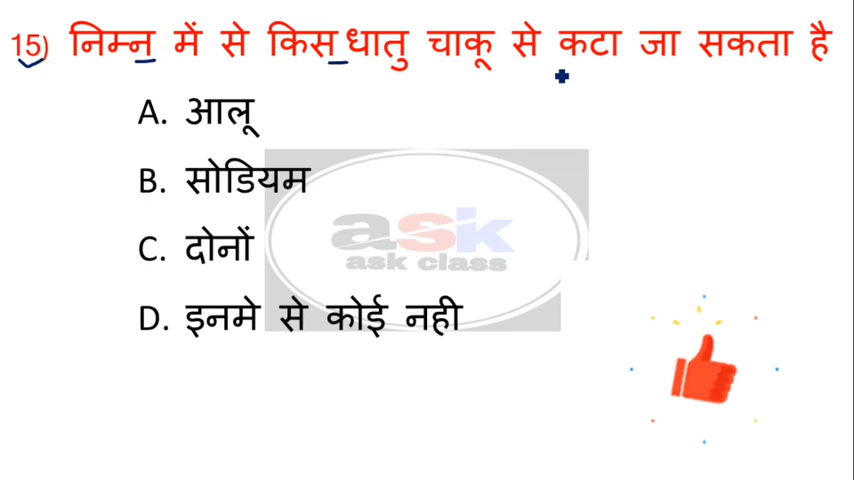 15) निम्न में से किस धातु चाकू से कटा जा सकता है
A. आलू
B. सोडियम
ask
C. दोनों
ask class
D. इनमे से कोई नही